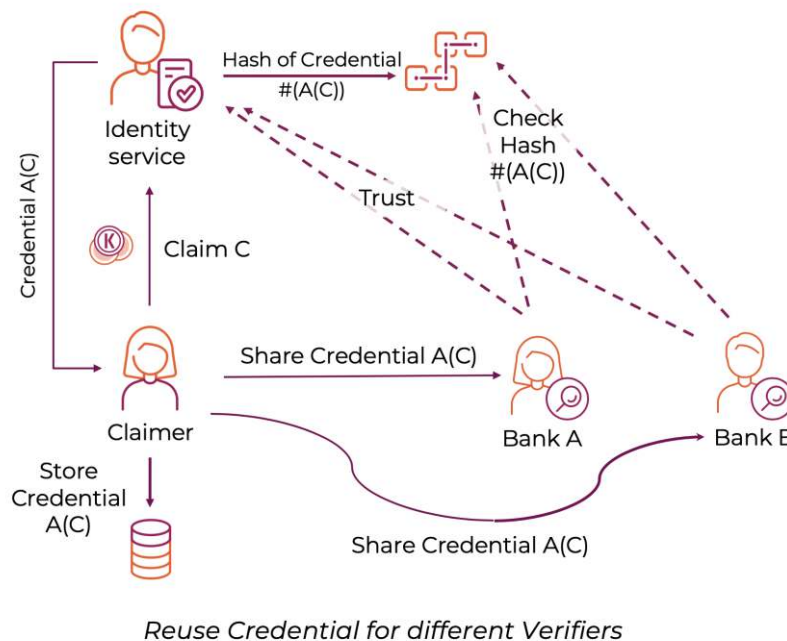 Hash of Credential
#(A(C))
Identity
service
Check
Hash
#(A(C))
Trust
Credential A(C)
K
Claim C
Share Credential A(C)
Claimer
Bank A
Bank B
Store
Credential
A(C)
Share Credential A(C)
Reuse Credential for different Verifiers